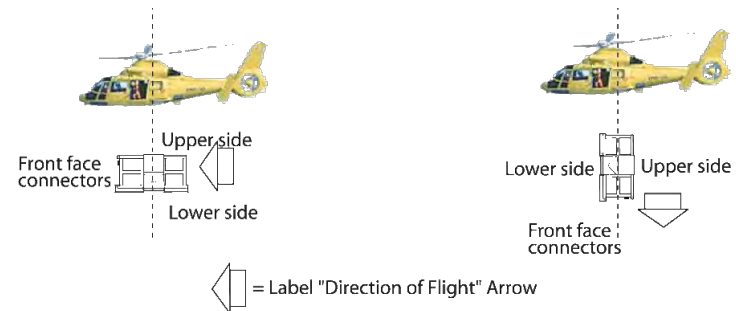 Upper side
Front face
connectors
Lower side
Lower side
Upper side
Front face
connectors
= Label "Direction of Flight" Arrow